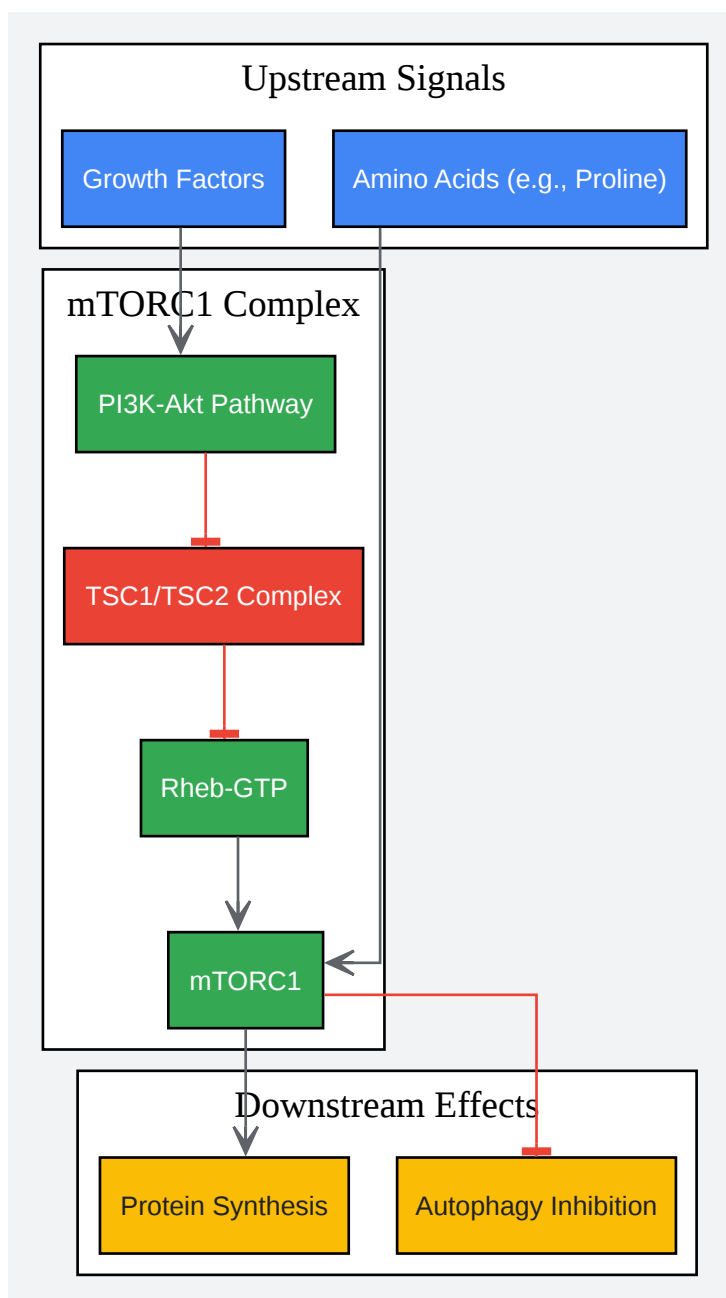 Upstream Signals
Growth Factors
Amino Acids (e.g., Proline)
mTORC1 Complex
PI3K-Akt Pathway
TSC1/TSC2 Complex
Rheb-GTP
mTORC1
Downstream Effects
Protein Synthesis
Autophagy Inhibition